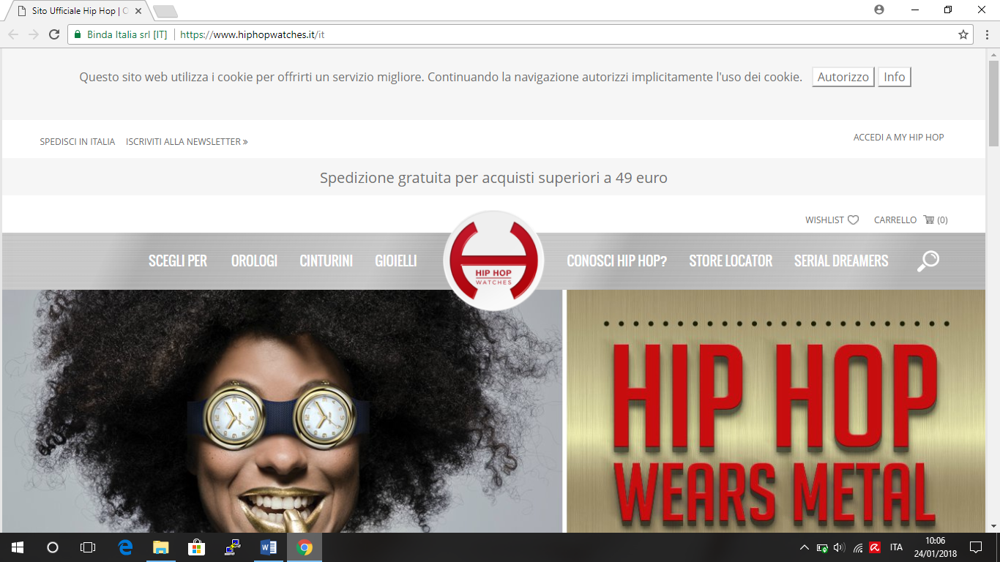 Sito Ufficiale Hip Hop | O
Binda Italia srl [IT] https://www.hiphopwatches.it/it
Questo sito web utilizza i cookie per offrirti un servizio migliore. Continuando la navigazione autorizzi implicitamente l'uso dei cookie. Autorizzo Info
SPEDISCI IN ITALIA ISCRIVITI ALLA NEWSLETTER »
ACCEDI A MY HIP HOP
Spedizione gratuita per acquisti superiori a 49 euro
WISHLIST CARRELLO (0)
SCEGLI PER OROLOGI CINTURINI GIOIELLI
HIP HOP
WATCHES
CONOSCI HIP HOP? STORE LOCATOR SERIAL DREAMERS
HIP HOP
WEARS METAL
ITA
10:06
24/01/2018